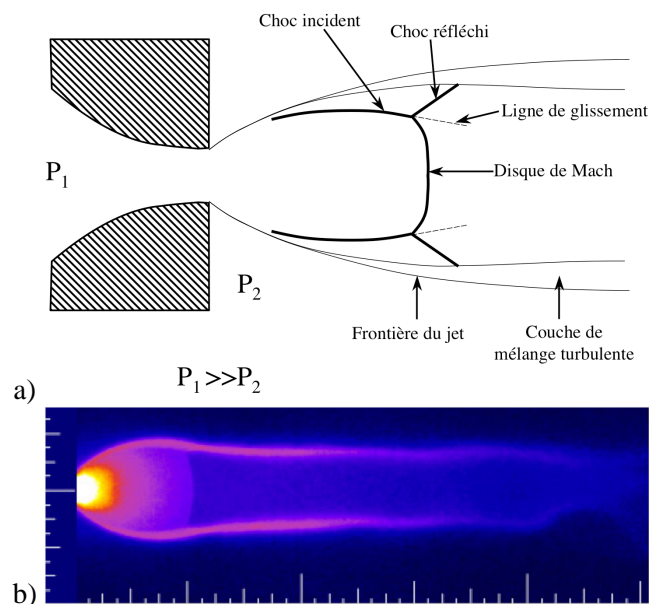 Choc incident
Choc réfléchi
Ligne de glissement
P1
Disque de Mach
P2
Frontière du jet
Couche de
mélange turbulente
P1>>P2
a)
b)